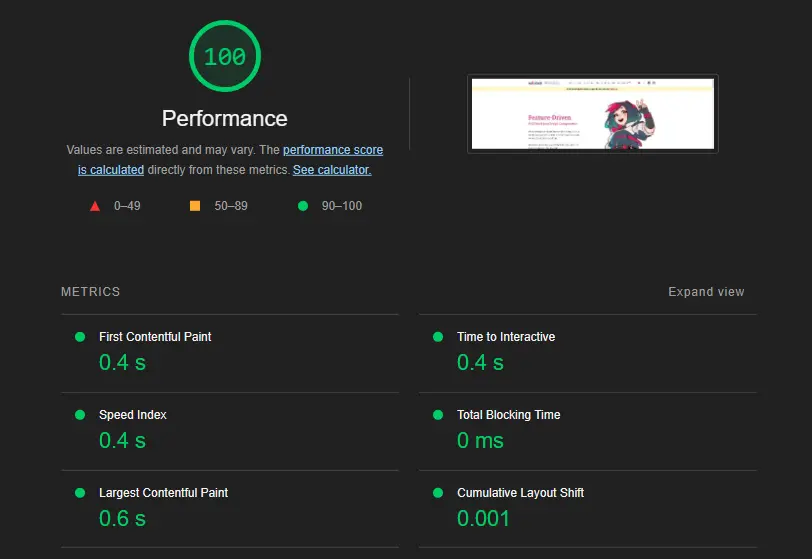 100
Performance
Values are estimated and may vary. The performance score
is calculated directly from these metrics. See calculator.
0–49
50–89
90–100
Feature-Driven
METRICS
Expand view
First Contentful Paint
0.4 s
Time to Interactive
0.4 s
Speed Index
0.4 s
Total Blocking Time
0 ms
Largest Contentful Paint
0.6 s
Cumulative Layout Shift
0.001